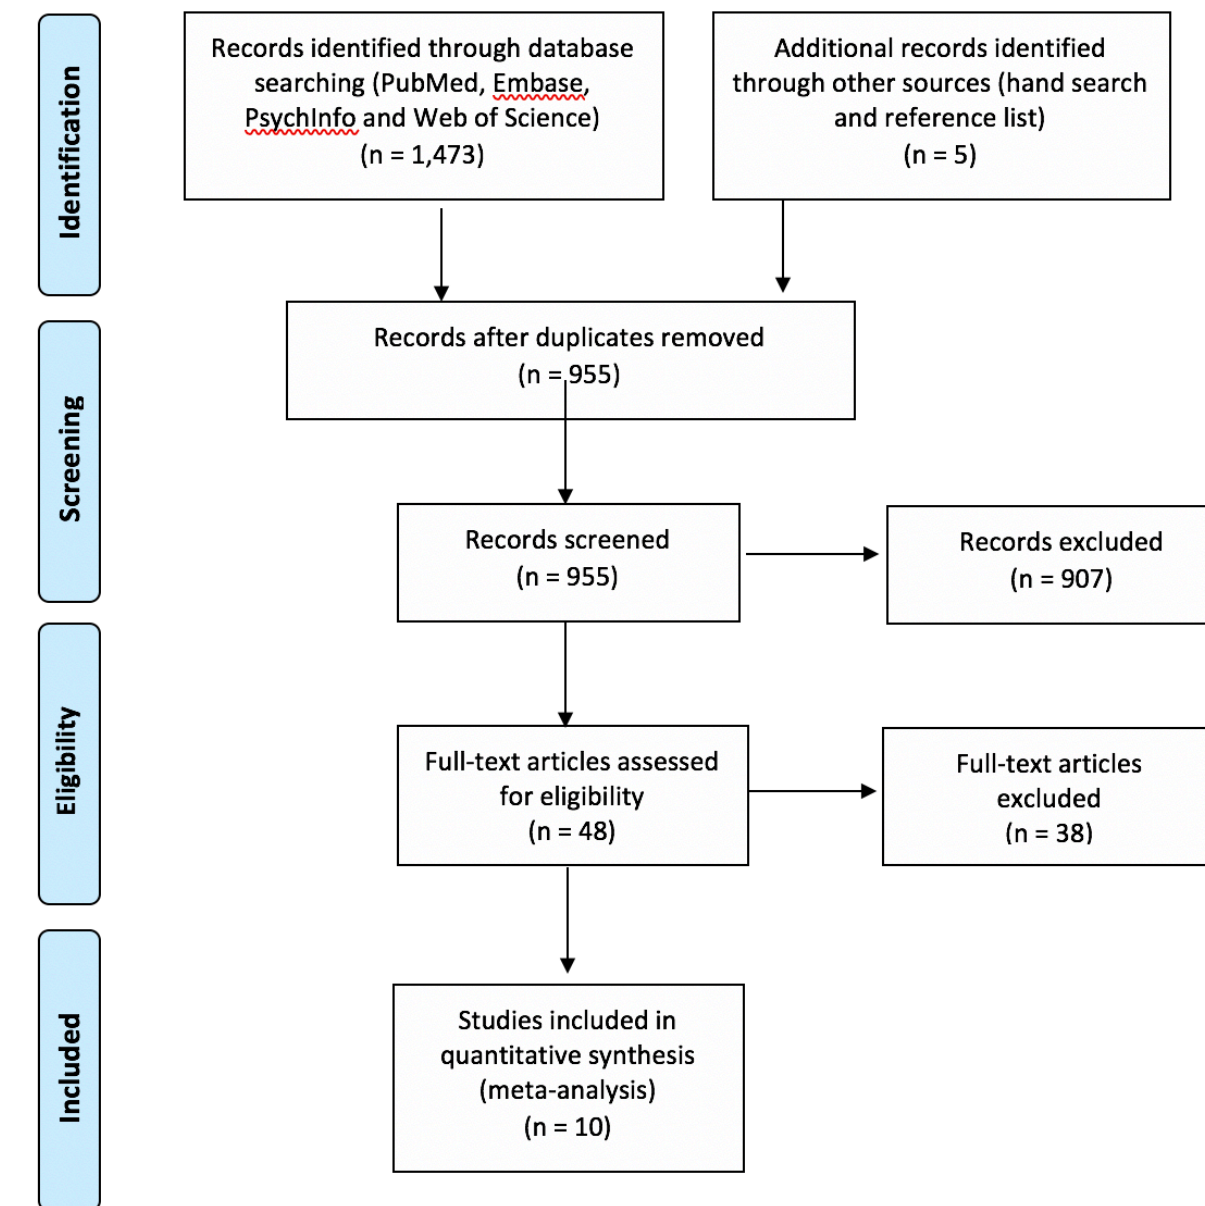 Identification
Records identified through database
searching (PubMed, Embase,
PsychInfo and Web of Science)
(n = 1,473)
Additional records identified
through other sources (hand search
and reference list)
(n = 5)
Screening
Records after duplicates removed
(n = 955)
Records screened
(n = 955)
Records excluded
(n = 907)
Eligibility
Full-text articles assessed
for eligibility
(n = 48)
Full-text articles
excluded
(n = 38)
Included
Studies included in
quantitative synthesis
(meta-analysis)
(n = 10)